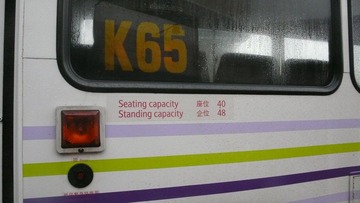 K65
Seating capacity 座位 40
Standing capacity 企位 48